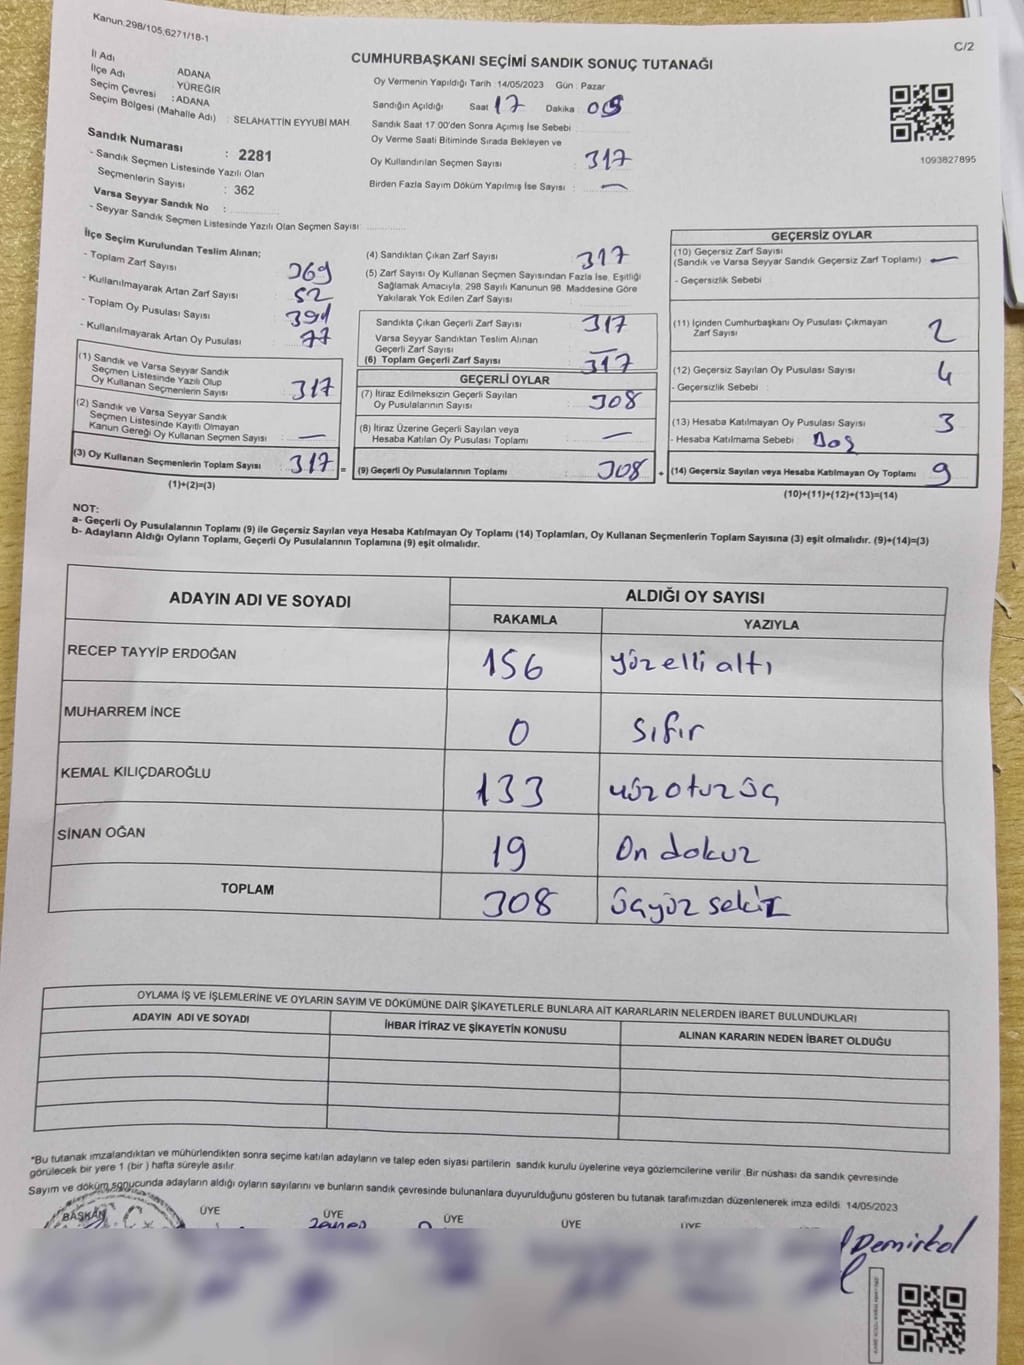 Kanun:298/105,6271/18-1
C/2
CUMHURBAŞKANI SEÇİMİ SANDIK SONUÇ TUTANAĞI
İl Adı ADANA
İlçe Adı : YÜREĞİR
Seçim Çevresi : ADANA
Seçim Bölgesi (Mahalle Adı) : SELAHATTİN EYYUBİ MAH.
Sandık Numarası : 2281
- Sandık Seçmen Listesinde Yazılı Olan
Seçmenlerin Sayısı : 362
Varsa Seyyar Sandık No :
- Seyyar Sandık Seçmen Listesinde Yazılı Olan Seçmen Sayısı:
Oy Vermenin Yapıldığı Tarih : 14/05/2023 Gün : Pazar
Sandığın Açıldığı Saat 17 Dakika : 05
Sandık Saat 17:00'den Sonra Açımış İse Sebebi
Oy Verme Saati Bitiminde Sırada Bekleyen ve
Oy Kullandırılan Seçmen Sayısı : 317
Birden Fazla Sayım Döküm Yapılmış İse Sayısı : —
1093827895
İlçe Seçim Kurulundan Teslim Alınan;
- Toplam Zarf Sayısı : 369
- Kullanılmayarak Artan Zarf Sayısı : 52
- Toplam Oy Pusulası Sayısı : 394
- Kullanılmayarak Artan Oy Pusulası : 77
(1) Sandık ve Varsa Seyyar Sandık
Seçmen Listesinde Yazılı Olup
Oy Kullanan Seçmenlerin Sayısı : 317
(2) Sandık ve Varsa Seyyar Sandık
Seçmen Listesinde Kayıtlı Olmayan
Kanun Gereği Oy Kullanan Seçmen Sayısı : —
(3) Oy Kullanan Seçmenlerin Toplam Sayısı : 317 =
(1)+(2)=(3)
(4) Sandıktan Çıkan Zarf Sayısı : 317
(5) Zarf Sayısı Oy Kullanan Seçmen Sayısından Fazla İse, Eşitliği
Sağlamak Amacıyla, 298 Sayılı Kanunun 98. Maddesine Göre
Yakılarak Yok Edilen Zarf Sayısı :
Sandıkta Çıkan Geçerli Zarf Sayısı : 317
Varsa Seyyar Sandıktan Teslim Alınan
Geçerli Zarf Sayısı : —
(6) Toplam Geçerli Zarf Sayısı : 317
GEÇERLİ OYLAR
(7) İtiraz Edilmeksizin Geçerli Sayılan
Oy Pusulalarının Sayısı : 308
(8) İtiraz Üzerine Geçerli Sayılan veya
Hesaba Katılan Oy Pusulası Toplamı : —
(9) Geçerli Oy Pusulalarının Toplamı : 308 +
GEÇERSİZ OYLAR
(10) Geçersiz Zarf Sayısı
(Sandık ve Varsa Seyyar Sandık Geçersiz Zarf Toplamı) : —
- Geçersizlik Sebebi :
(11) İçinden Cumhurbaşkanı Oy Pusulası Çıkmayan
Zarf Sayısı : 2
(12) Geçersiz Sayılan Oy Pusulası Sayısı : 4
- Geçersizlik Sebebi :
(13) Hesaba Katılmayan Oy Pusulası Sayısı : 3
- Hesaba Katılmama Sebebi : Boş
(14) Geçersiz Sayılan veya Hesaba Katılmayan Oy Toplamı : 9
(10)+(11)+(12)+(13)=(14)
NOT:
a- Geçerli Oy Pusulalarının Toplamı (9) ile Geçersiz Sayılan veya Hesaba Katılmayan Oy Toplamı (14) Toplamları, Oy Kullanan Seçmenlerin Toplam Sayısına (3) eşit olmalıdır. (9)+(14)=(3)
b- Adayların Aldığı Oyların Toplamı, Geçerli Oy Pusulalarının Toplamına (9) eşit olmalıdır.
ADAYIN ADI VE SOYADI ALDIĞI OY SAYISI
RAKAMLA YAZIYLA
RECEP TAYYİP ERDOĞAN 156 yüzelli altı
MUHARREM İNCE 0 sıfır
KEMAL KILIÇDAROĞLU 133 yüz otuz üç
SİNAN OĞAN 19 On dokuz
TOPLAM 308 üçyüz sekiz
OYLAMA İŞ VE İŞLEMLERİNE VE OYLARIN SAYIM VE DÖKÜMÜNE DAİR ŞİKAYETLERLE BUNLARA AİT KARARLARIN NELERDEN İBARET BULUNDUKLARI
ADAYIN ADI VE SOYADI İHBAR İTİRAZ VE ŞİKAYETİN KONUSU ALINAN KARARIN NEDEN İBARET OLDUĞU
*Bu tutanak imzalandıktan ve mühürlendikten sonra seçime katılan adayların ve talep eden siyasi partilerin sandık kurulu üyelerine veya gözlemcilerine verilir. Bir nüshası da sandık çevresinde
görülecek bir yere 1 (bir ) hafta süreyle asılır.
Sayım ve döküm sonucunda adayların aldığı oyların sayılarını ve bunların sandık çevresinde bulunanlara duyurulduğunu gösteren bu tutanak tarafımızdan düzenlenerek imza edildi. 14/05/2023
BAŞKAN ÜYE ÜYE ÜYE ÜYE ÜYE
Demirkol